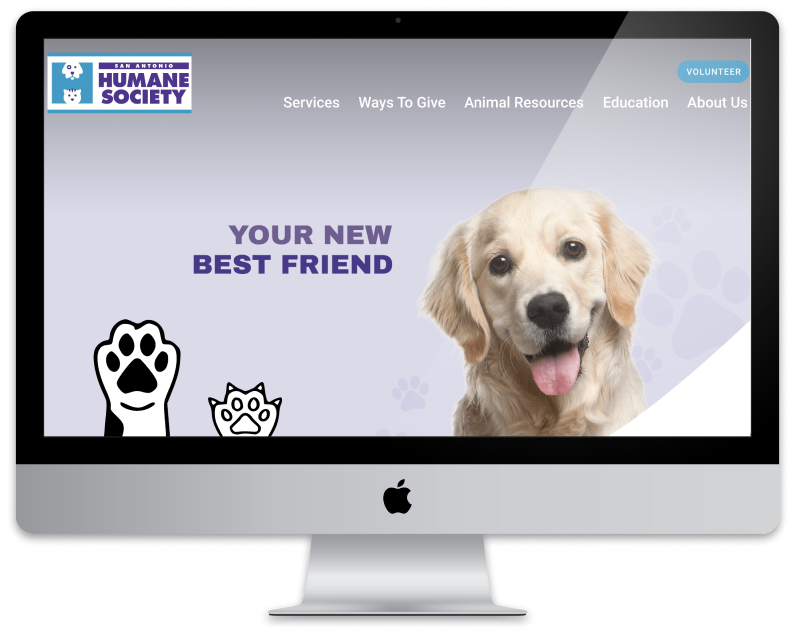 SAN ANTONIO
HUMANE
SOCIETY
VOLUNTEER
Services Ways To Give Animal Resources Education About Us
YOUR NEW
BEST FRIEND